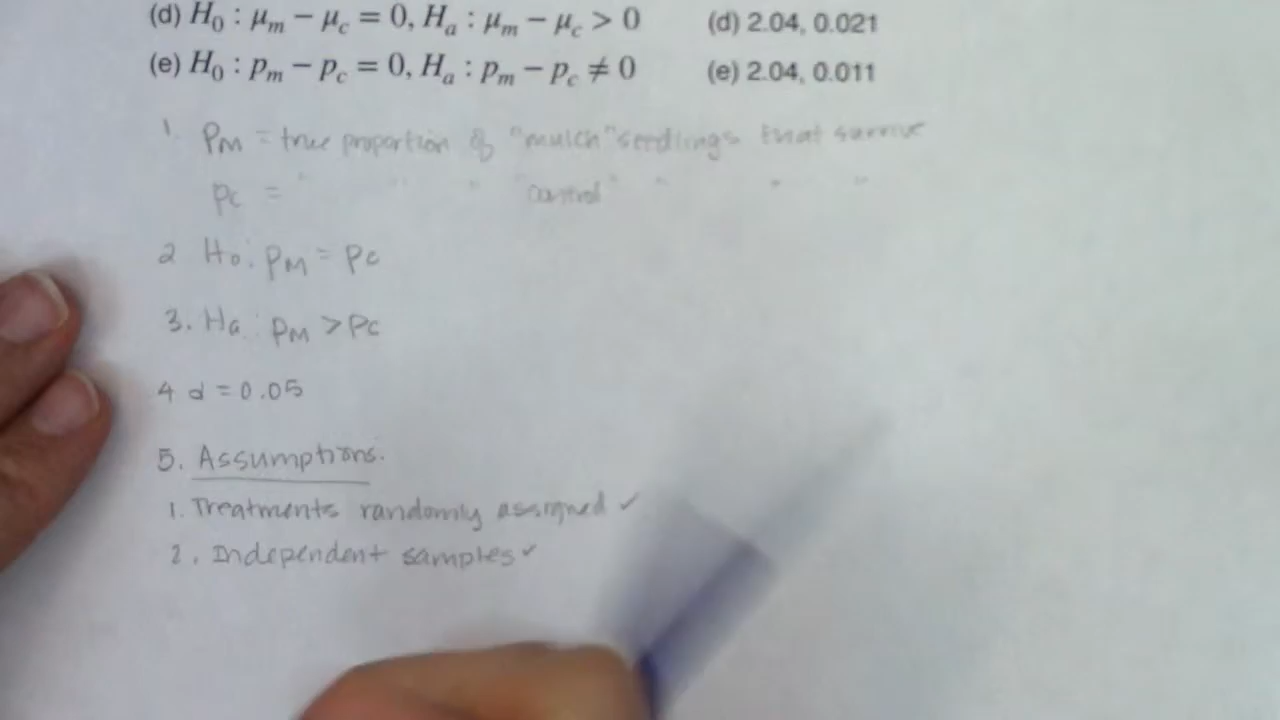 (d) H₀ : μₘ − μ꜀ = 0, Hₐ : μₘ − μ꜀ > 0 (d) 2.04, 0.021
(e) H₀ : pₘ − p꜀ = 0, Hₐ : pₘ − p꜀ ≠ 0 (e) 2.04, 0.011
1. pM = true proportion of "mulch" seedlings that survive
pc = " " " "control" " " "
2 H₀: pM = pc
3. Hₐ: pM > pc
4 α = 0.05
5. Assumptions.
1. Treatments randomly assigned ✓
2. Independent samples ✓